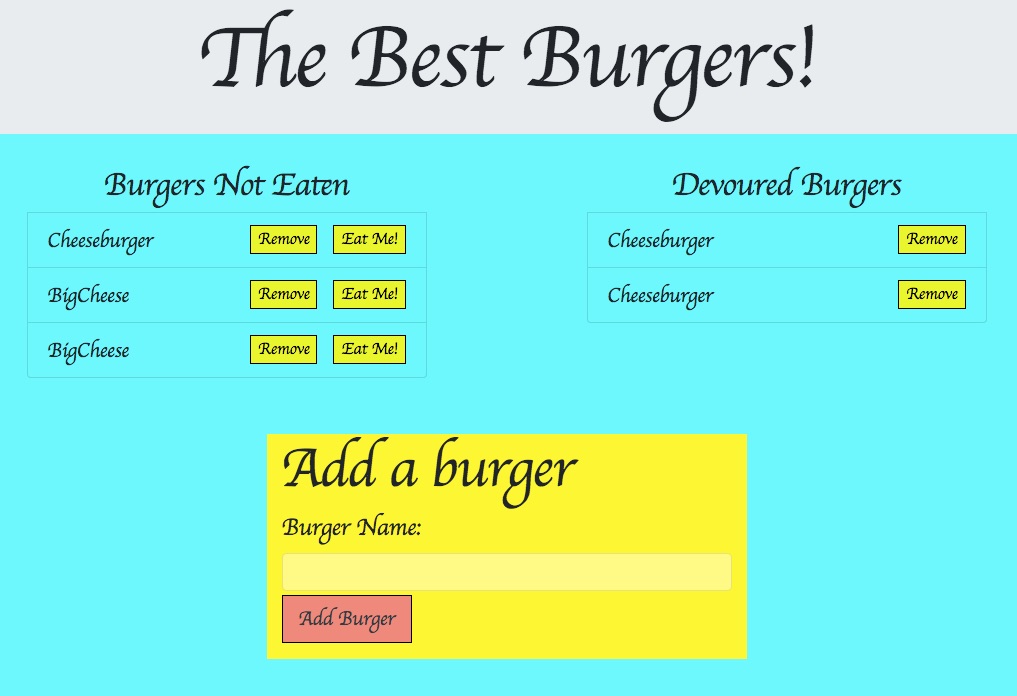 The Best Burgers!
Burgers Not Eaten
Cheeseburger Remove Eat Me!
BigCheese Remove Eat Me!
BigCheese Remove Eat Me!
Devoured Burgers
Cheeseburger Remove
Cheeseburger Remove
Add a burger
Burger Name:
Add Burger